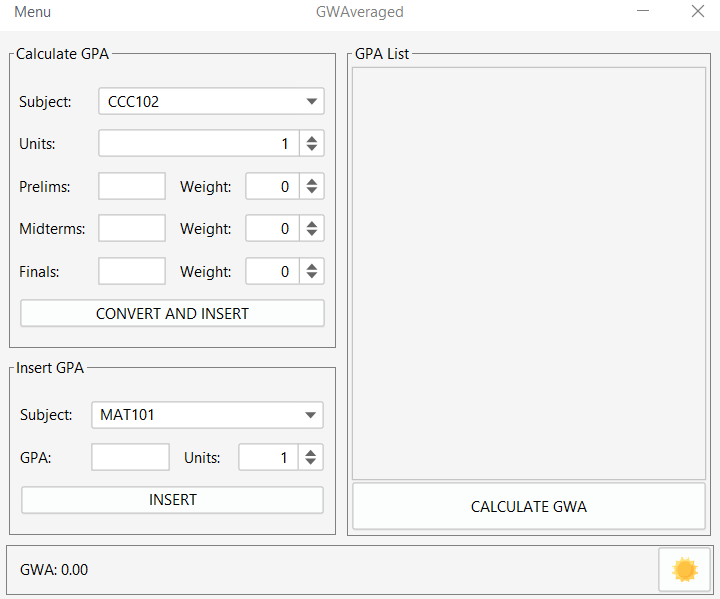 Menu
GWAveraged
Calculate GPA
Subject: CCC102
Units: 1
Prelims: Weight: 0
Midterms: Weight: 0
Finals: Weight: 0
CONVERT AND INSERT
Insert GPA
Subject: MAT101
GPA: Units: 1
INSERT
GPA List
CALCULATE GWA
GWA: 0.00